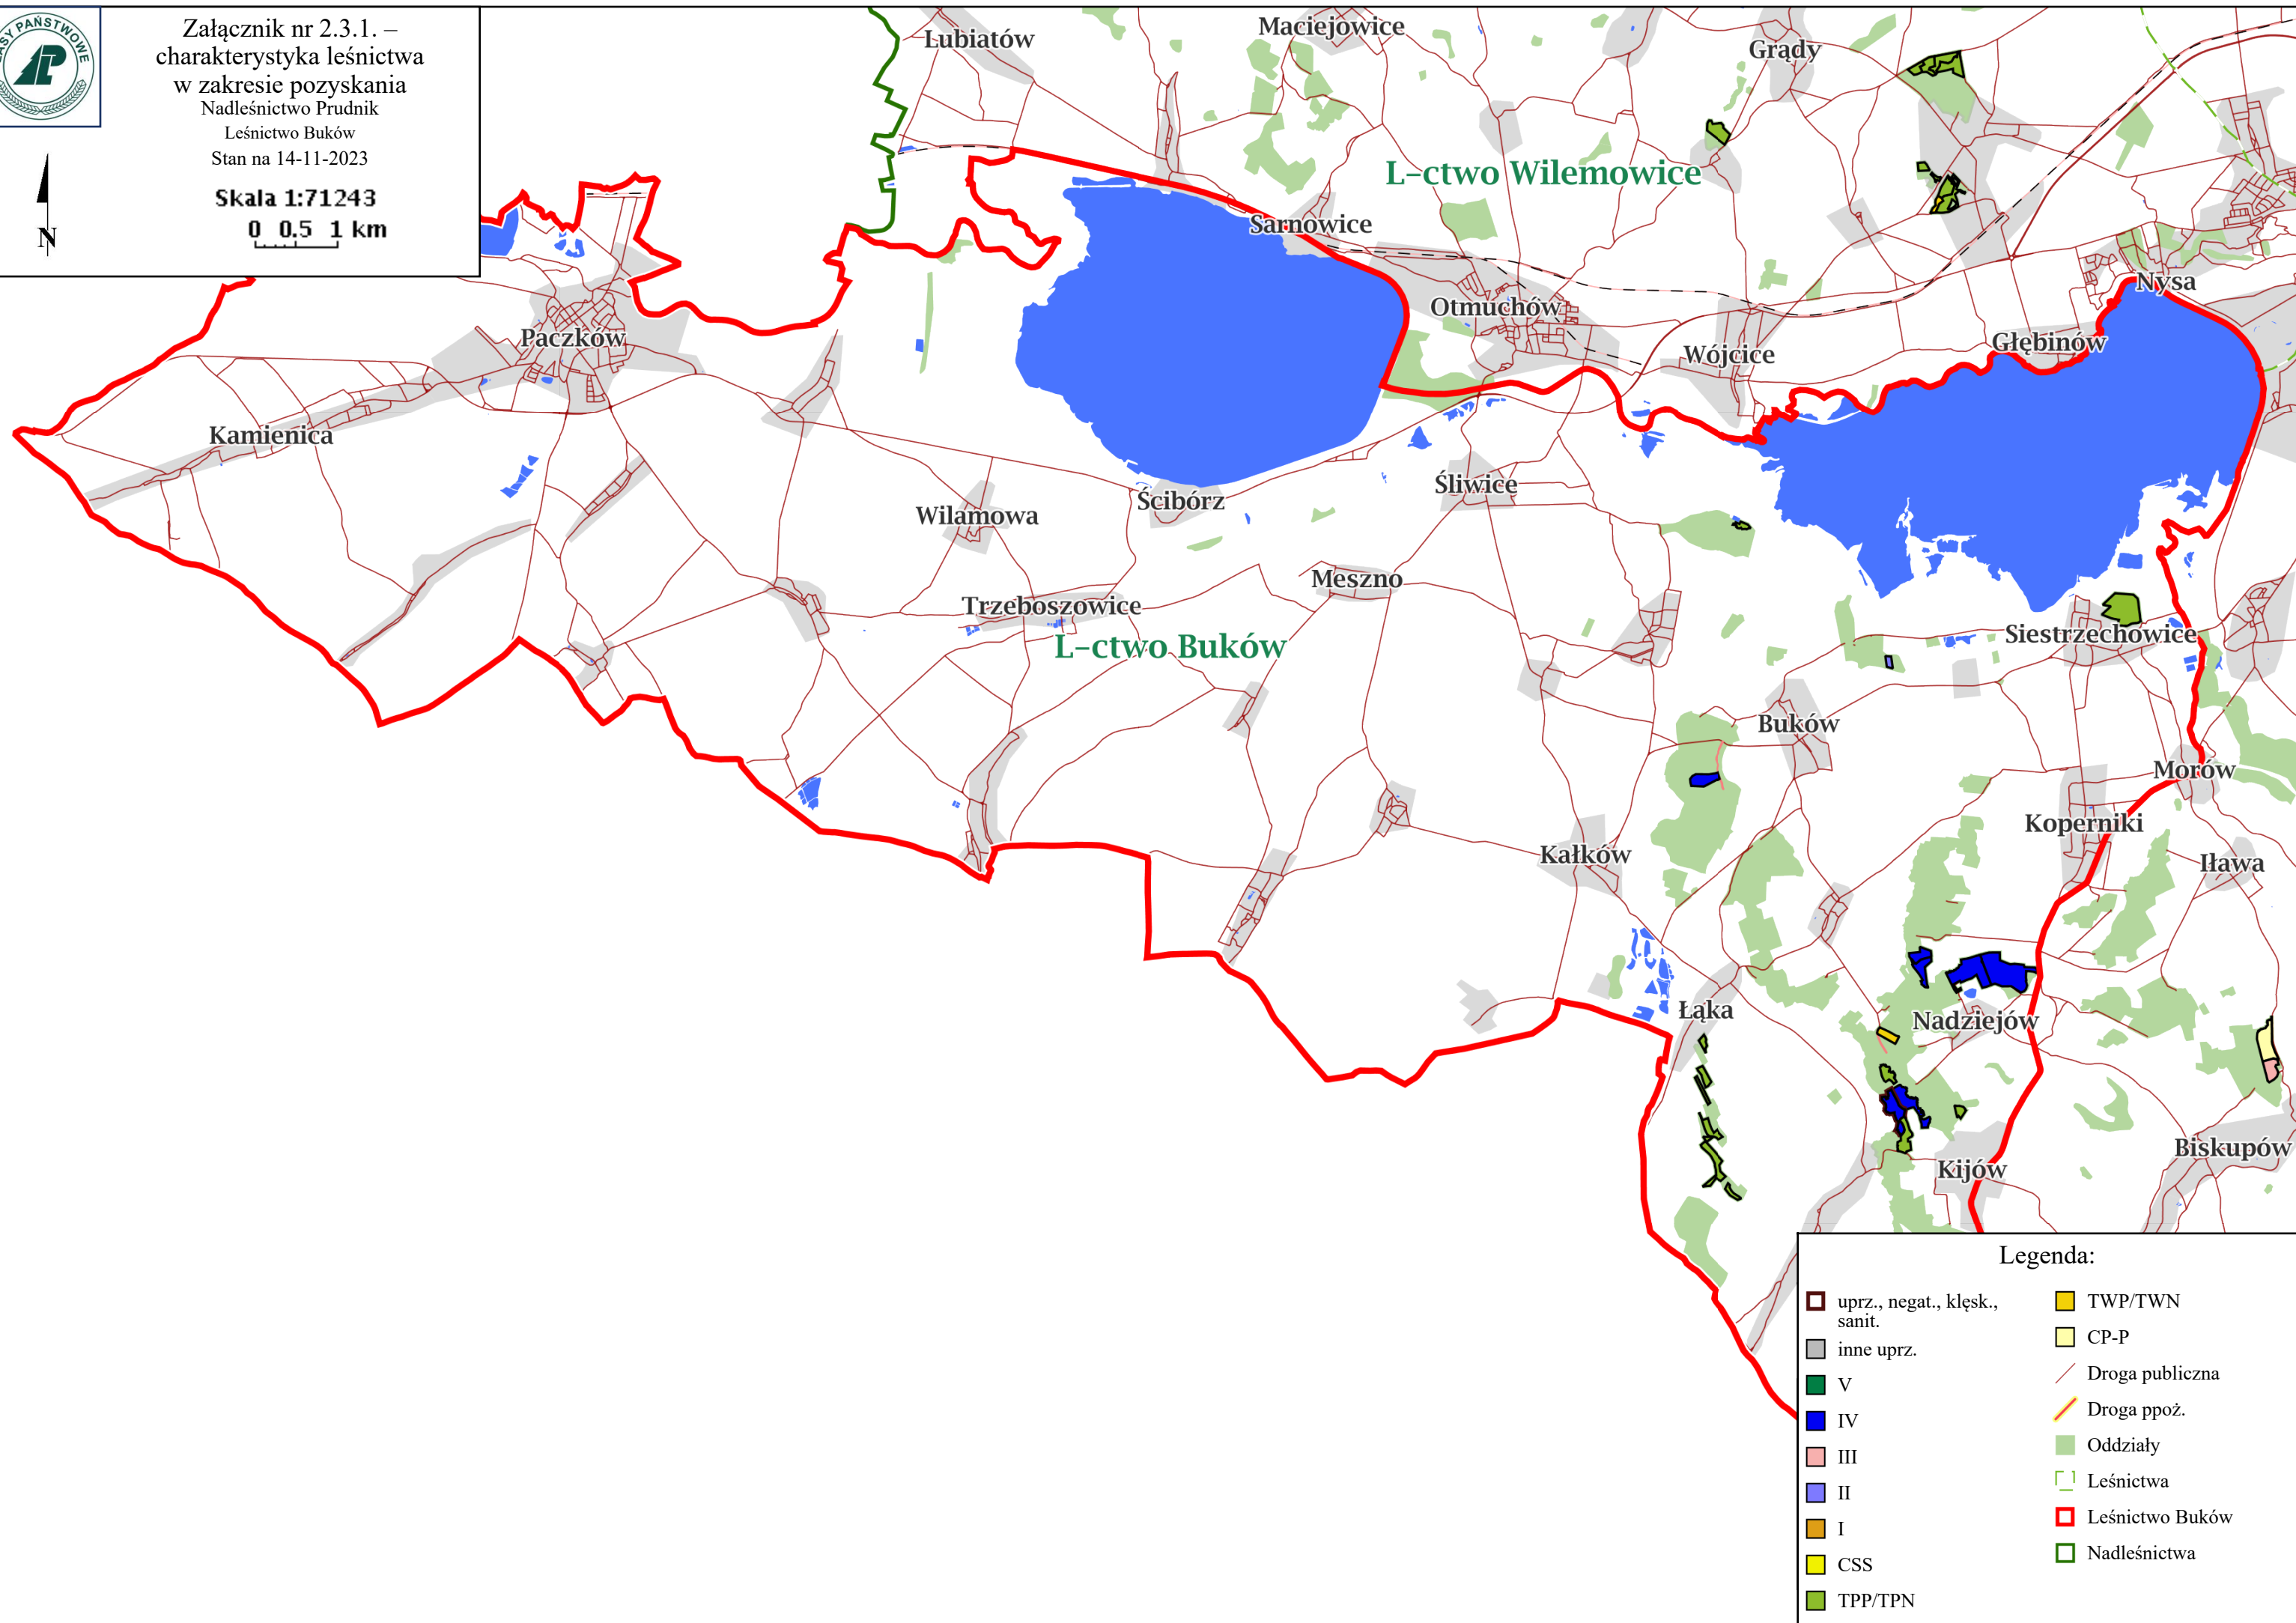 ASY PAŃSTWOWE
LP
Załącznik nr 2.3.1. –
charakterystyka leśnictwa
w zakresie pozyskania
Nadleśnictwo Prudnik
Leśnictwo Buków
Stan na 14-11-2023
Skala 1:71243
0 0.5 1 km
N
Lubiatów
Maciejowice
Grądy
L-ctwo Wilemowice
Sarnowice
Otmuchów
Nysa
Paczków
Wójcice
Głębinów
Kamienica
Wilamowa
Ścibórz
Śliwice
Meszno
Trzeboszowice
L-ctwo Buków
Siestrzechowice
Buków
Morów
Koperniki
Kałków
Iława
Łąka
Nadziejów
Biskupów
Kijów
Legenda:
uprz., negat., klęsk.,
sanit.
inne uprz.
V
IV
III
II
I
CSS
TPP/TPN
TWP/TWN
CP-P
Droga publiczna
Droga ppoż.
Oddziały
Leśnictwa
Leśnictwo Buków
Nadleśnictwa